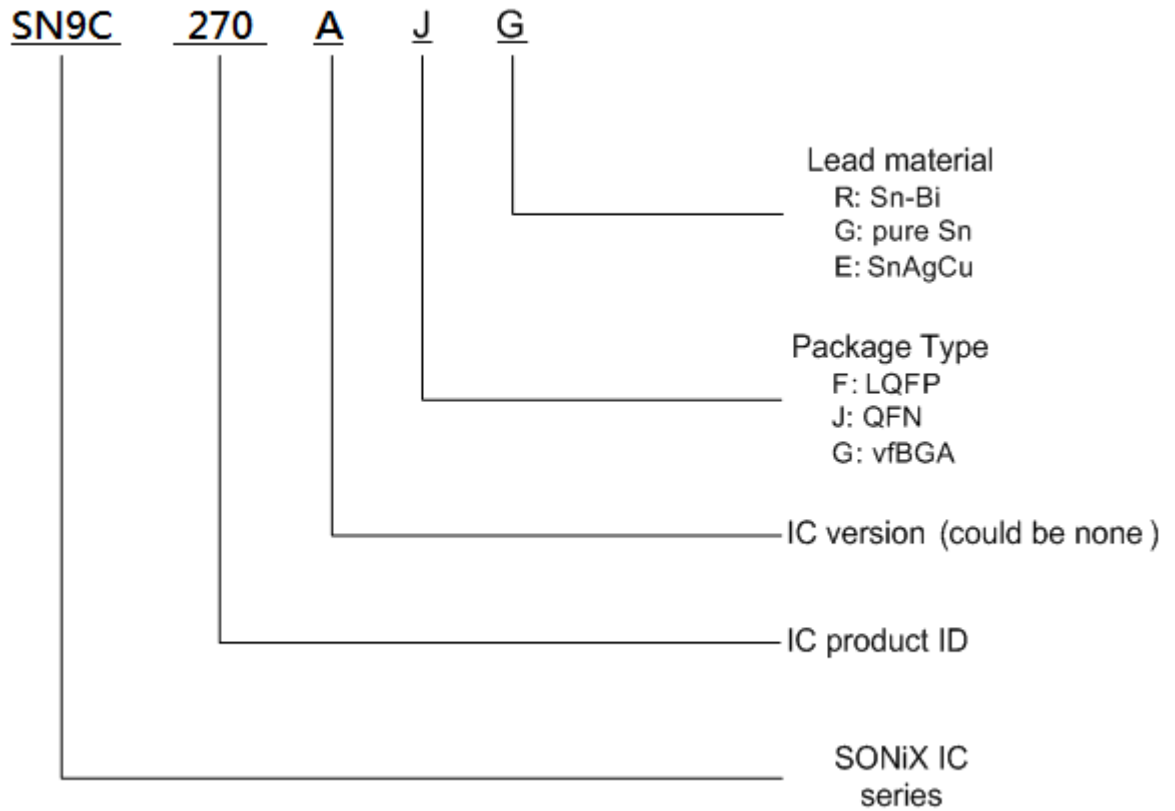 SN9C 270 A J G
Lead material
R: Sn-Bi
G: pure Sn
E: SnAgCu
Package Type
F: LQFP
J: QFN
G: vfBGA
IC version (could be none )
IC product ID
SONiX IC
series